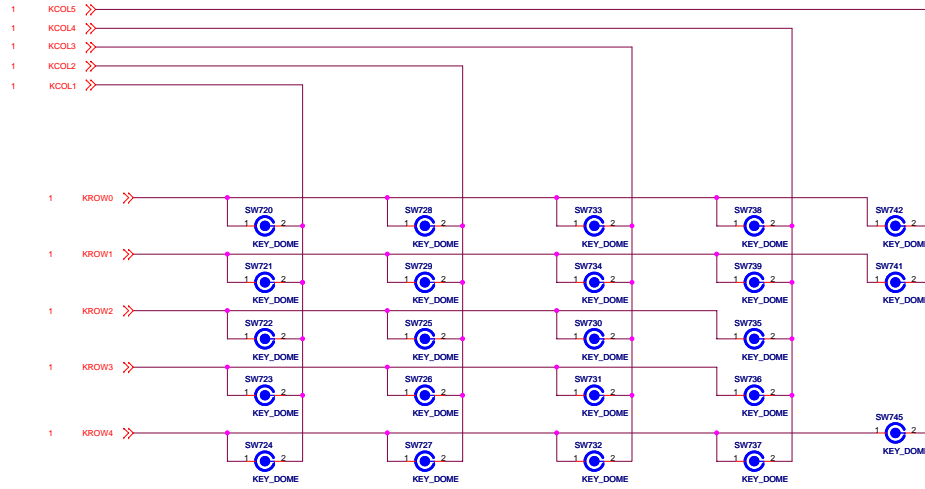 1 KCOL5
1 KCOL4
1 KCOL3
1 KCOL2
1 KCOL1
1 KROW0
SW720 SW728 SW733 SW738 SW742
1 2 1 2 1 2 1 2 1 2
KEY_DOME KEY_DOME KEY_DOME KEY_DOME KEY_DOME
1 KROW1
SW721 SW729 SW734 SW739 SW741
1 2 1 2 1 2 1 2 1 2
KEY_DOME KEY_DOME KEY_DOME KEY_DOME KEY_DOME
1 KROW2
SW722 SW725 SW730 SW735
1 2 1 2 1 2 1 2
KEY_DOME KEY_DOME KEY_DOME KEY_DOME
1 KROW3
SW723 SW726 SW731 SW736
1 2 1 2 1 2 1 2
KEY_DOME KEY_DOME KEY_DOME KEY_DOME
SW745
1 KROW4 1 2
SW724 SW727 SW732 SW737 KEY_DOME
1 2 1 2 1 2 1 2
KEY_DOME KEY_DOME KEY_DOME KEY_DOME